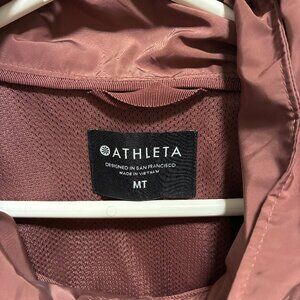 ATHLETA
DESIGNED IN SAN FRANCISCO
MADE IN VIETNAM
MT